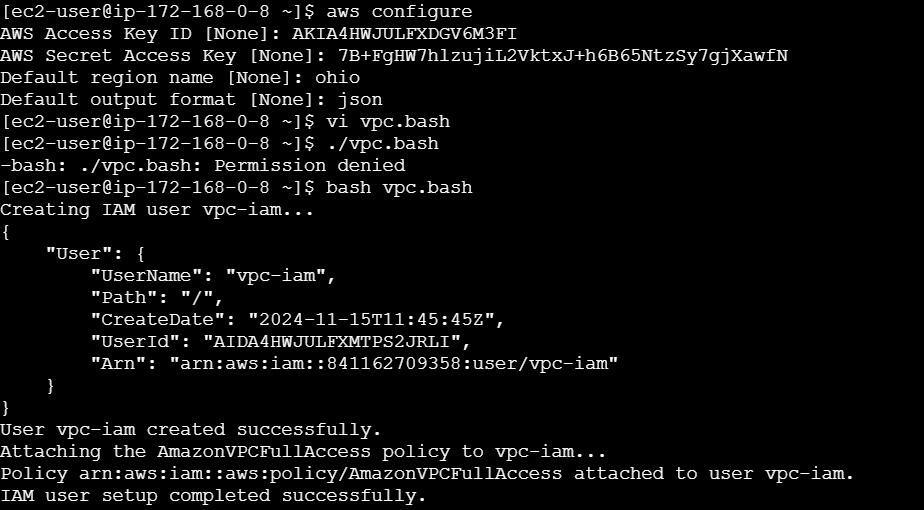 [ec2-user@ip-172-168-0-8 ~]$ aws configure
AWS Access Key ID [None]: AKIA4HWJULFXDGV6M3FI
AWS Secret Access Key [None]: 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
Default region name [None]: ohio
Default output format [None]: json
[ec2-user@ip-172-168-0-8 ~]$ vi vpc.bash
[ec2-user@ip-172-168-0-8 ~]$ ./vpc.bash
-bash: ./vpc.bash: Permission denied
[ec2-user@ip-172-168-0-8 ~]$ bash vpc.bash
Creating IAM user vpc-iam...
{
    "User": {
        "UserName": "vpc-iam",
        "Path": "/",
        "CreateDate": "2024-11-15T11:45:45Z",
        "UserId": "AIDA4HWJULFXMTPS2JRLI",
        "Arn": "arn:aws:iam::841162709358:user/vpc-iam"
    }
}
User vpc-iam created successfully.
Attaching the AmazonVPCFullAccess policy to vpc-iam...
Policy arn:aws:iam::aws:policy/AmazonVPCFullAccess attached to user vpc-iam.
IAM user setup completed successfully.